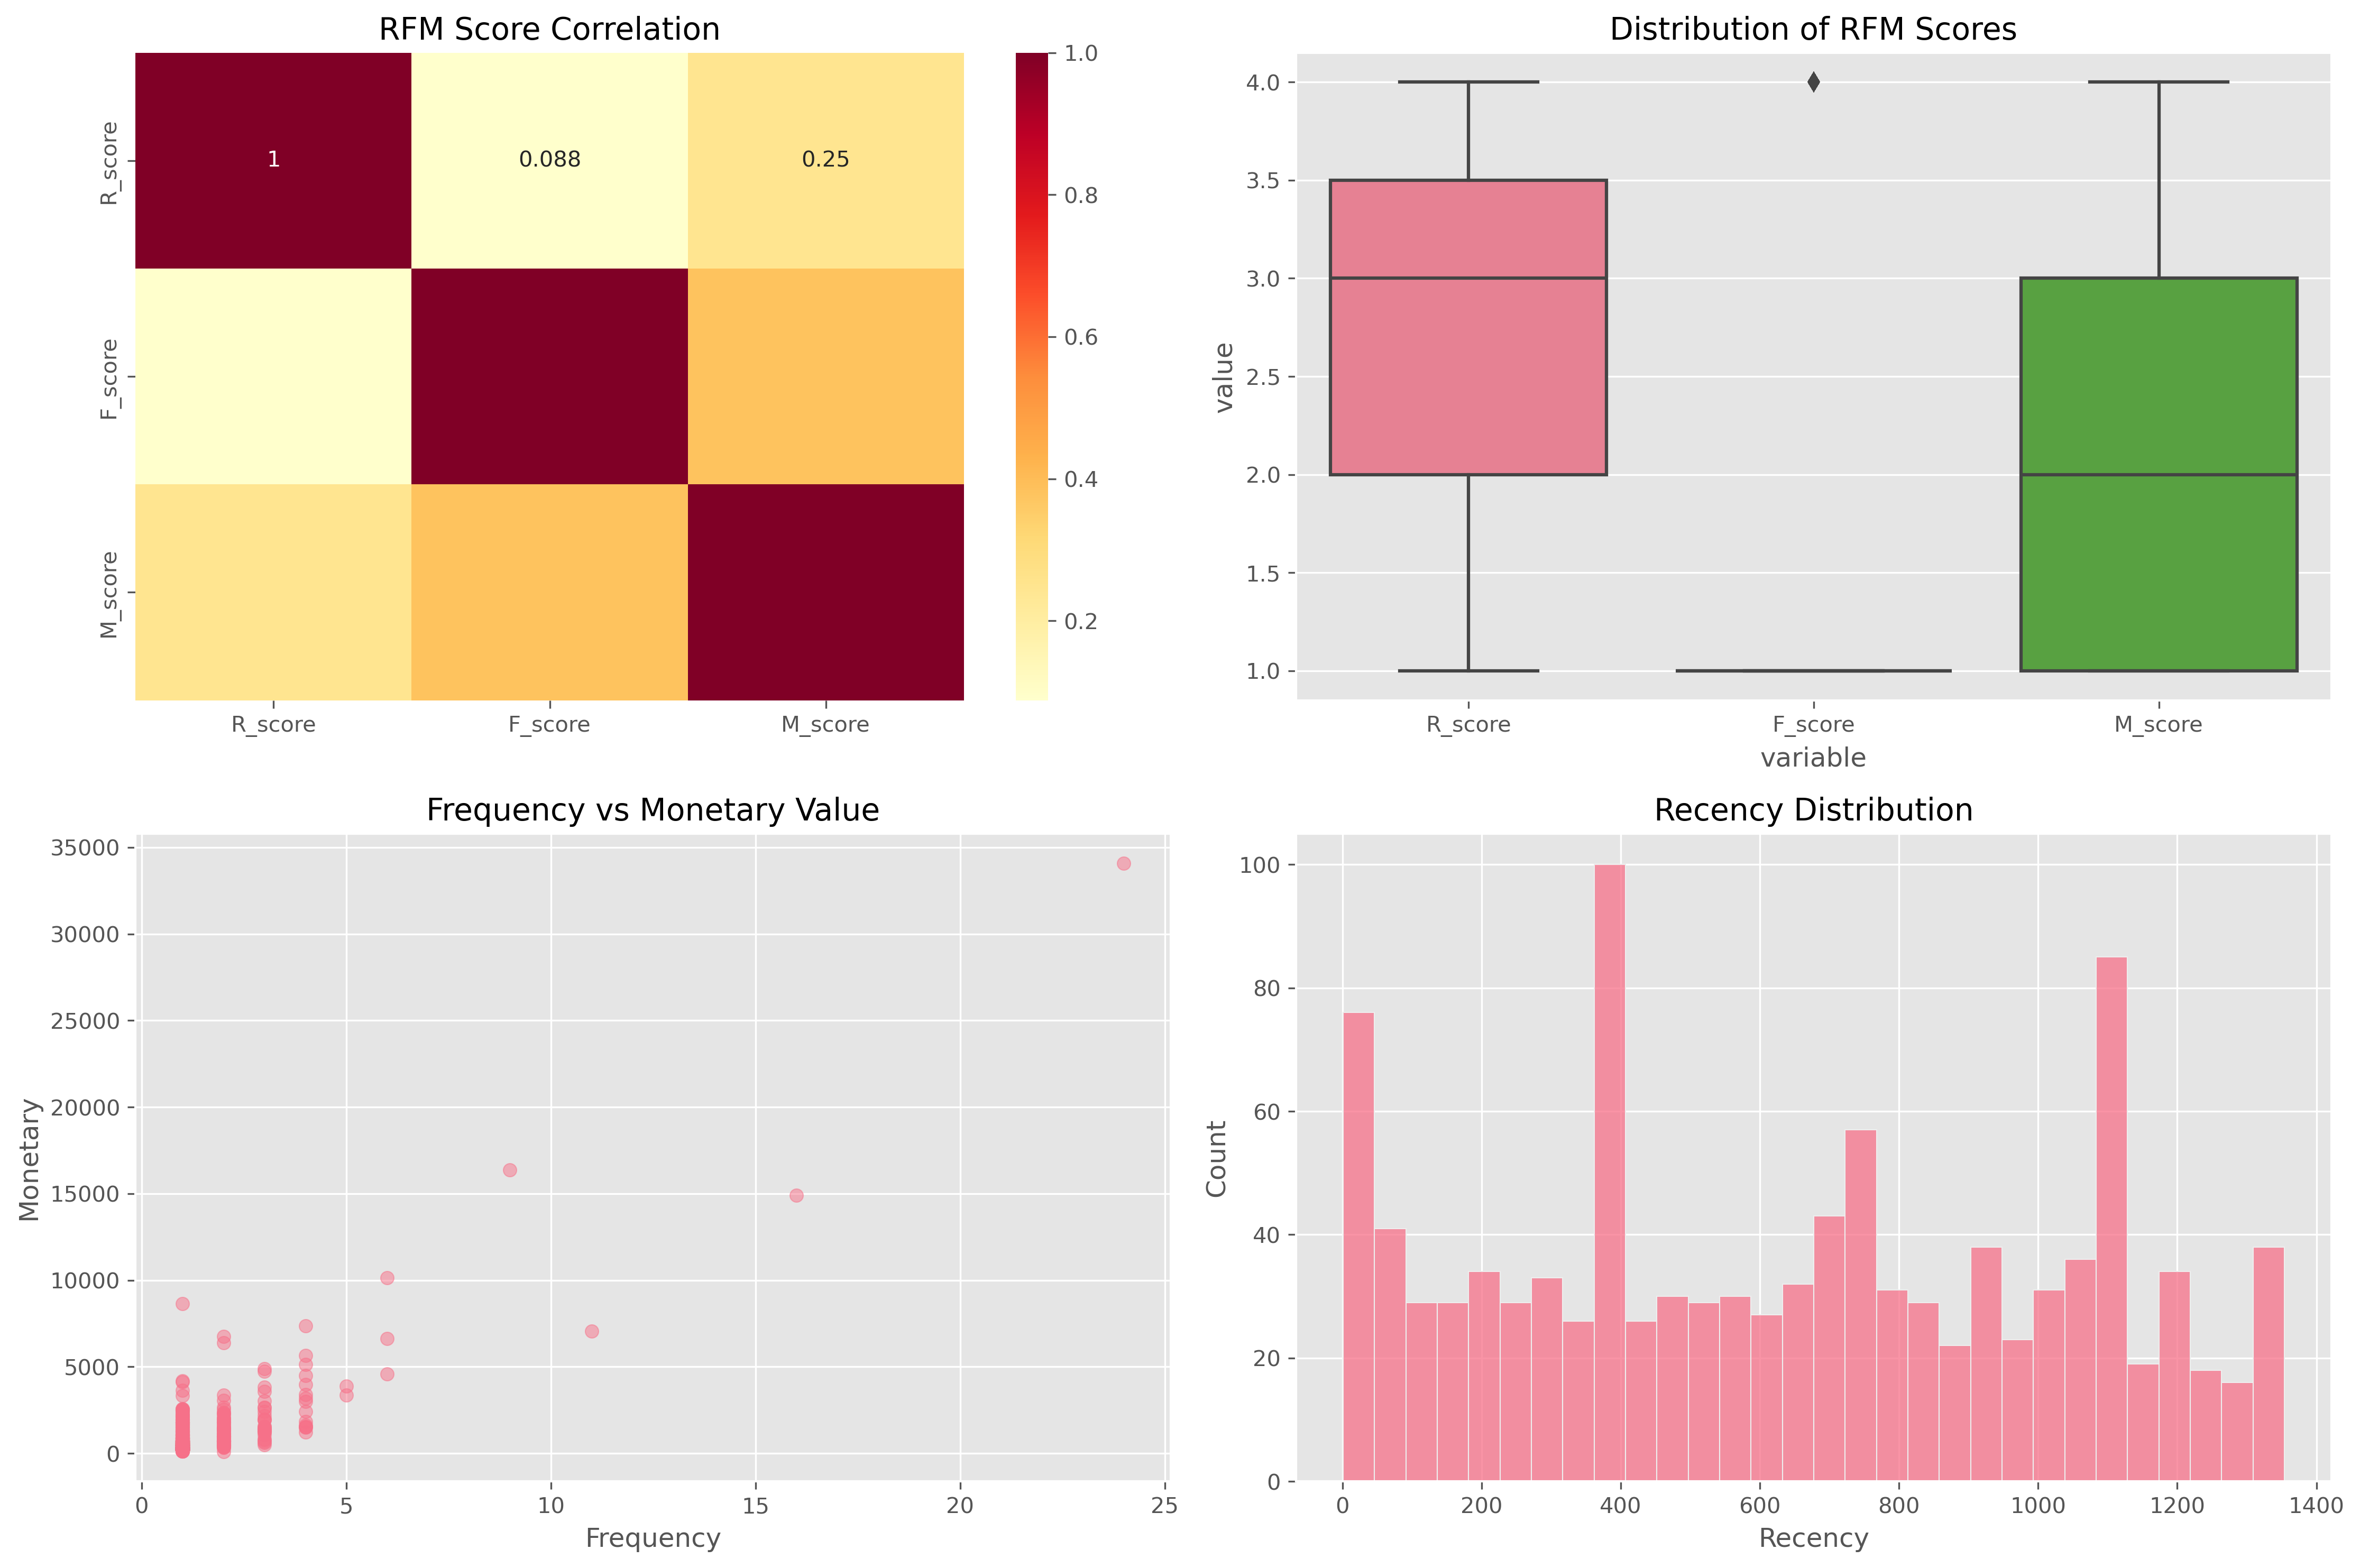 RFM Score Correlation
R_score
F_score
M_score
1
0.088
0.25
R_score
F_score
M_score
1.0
0.8
0.6
0.4
0.2
Distribution of RFM Scores
value
4.0
3.5
3.0
2.5
2.0
1.5
1.0
R_score
F_score
M_score
variable
Frequency vs Monetary Value
Monetary
35000
30000
25000
20000
15000
10000
5000
0
0
5
10
15
20
25
Frequency
Recency Distribution
Count
100
80
60
40
20
0
0
200
400
600
800
1000
1200
1400
Recency